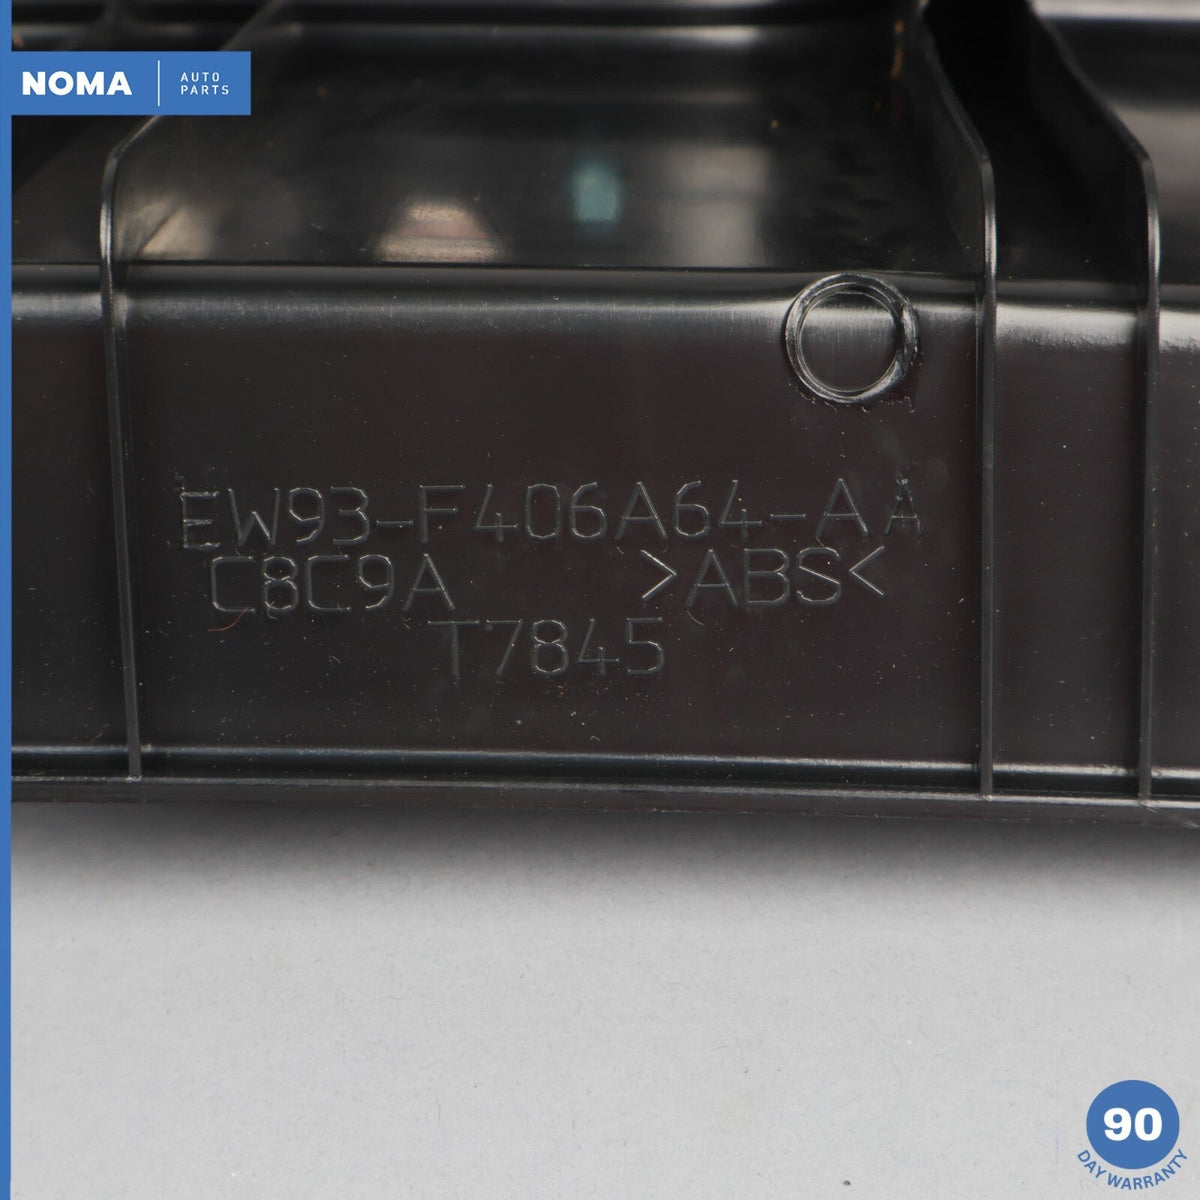 NOMA
AUTO
PARTS
EW93-F406A64-AA
C8C9A >ABS<
T7845
90
DAY WARRANTY